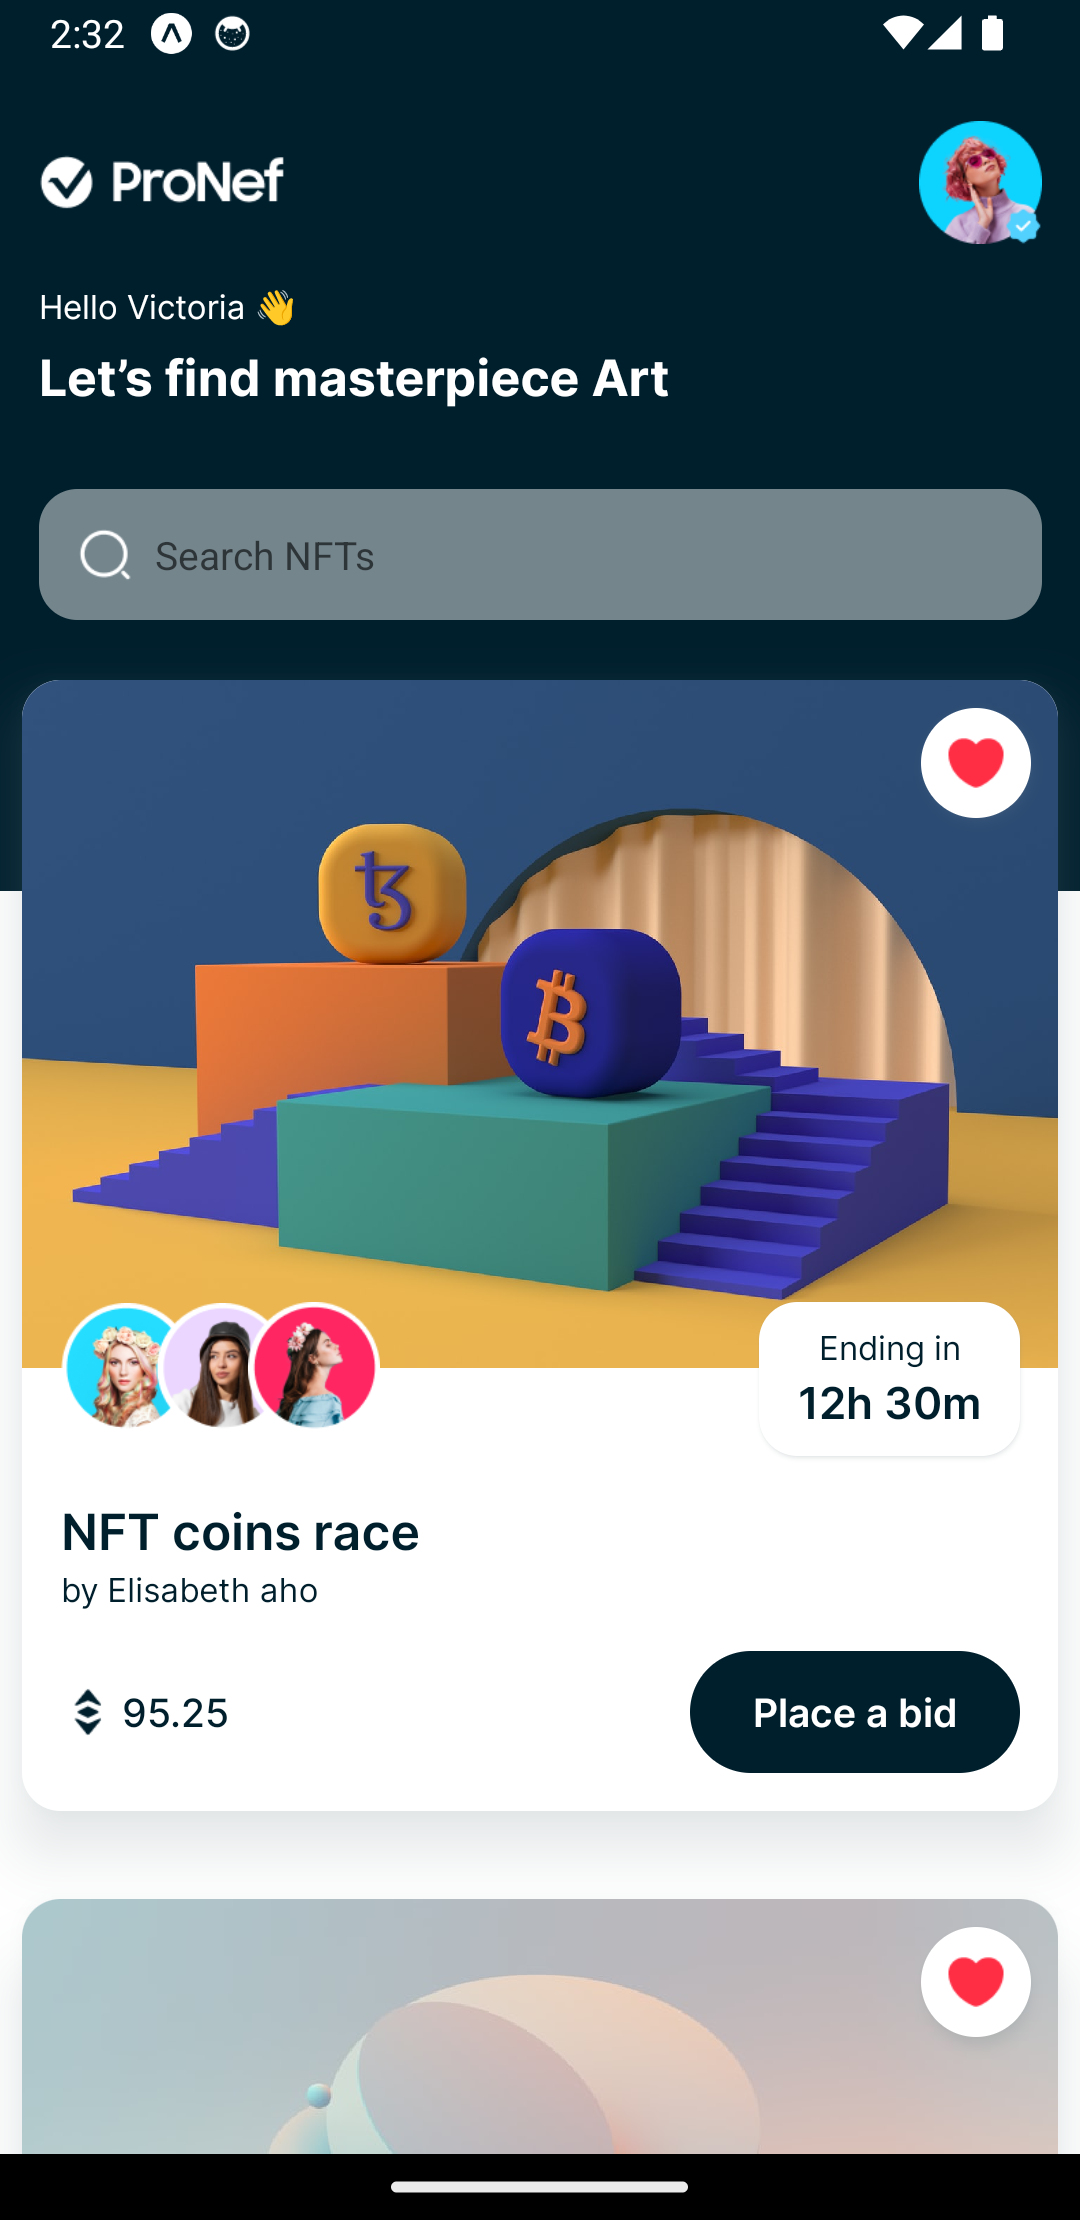 2:32
ProNef
Hello Victoria 👋
Let’s find masterpiece Art
Search NFTs
Ending in
12h 30m
NFT coins race
by Elisabeth aho
95.25
Place a bid